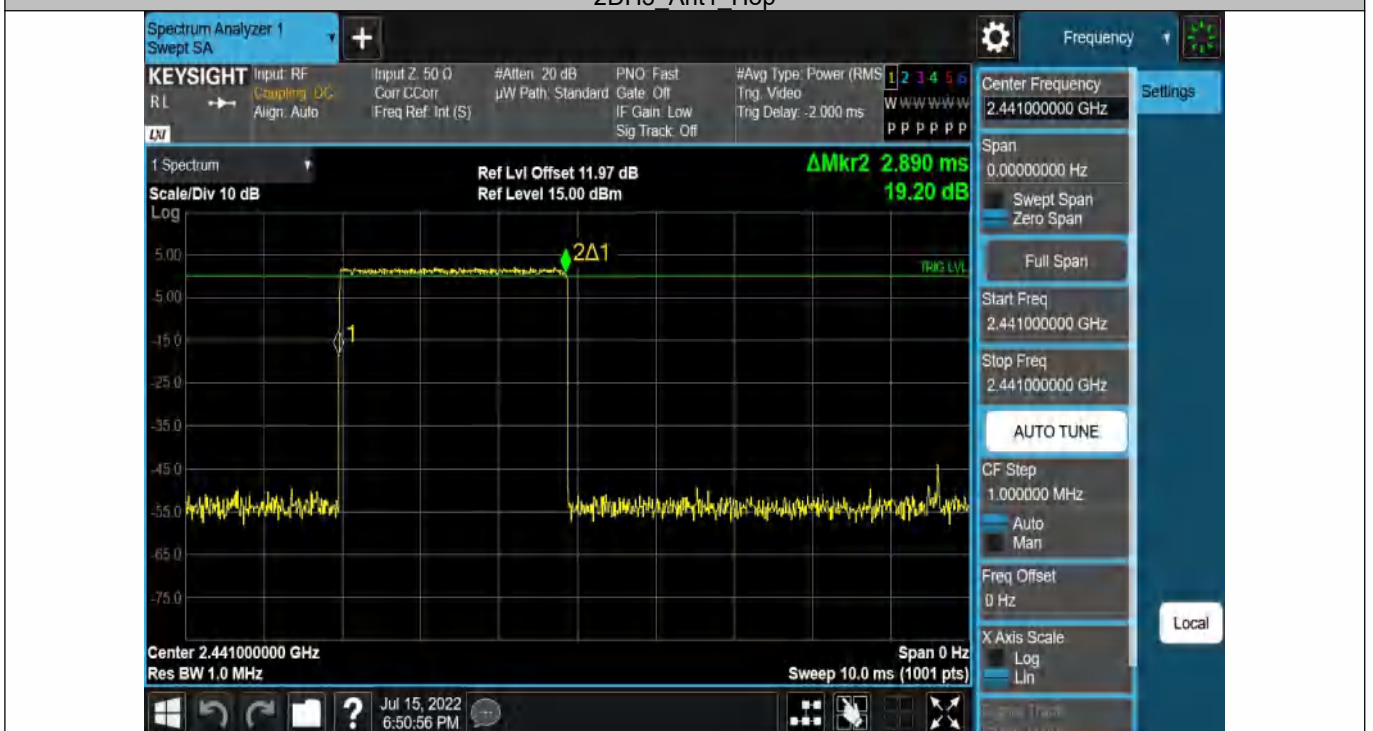 2DH5_Ant1_Hop
Spectrum Analyzer 1
Swept SA
Frequency
KEYSIGHT
RL
LXI
Input: RF
Coupling: DC
Align: Auto
Input Z: 50 Ω
Corr CCorr
Freq Ref: Int (S)
#Atten: 20 dB
µW Path: Standard
PNO: Fast
Gate: Off
IF Gain: Low
Sig Track: Off
#Avg Type: Power (RMS
Trig: Video
Trig Delay: -2.000 ms
1 2 3 4 5 6
W W W W W W
P P P P P P
Center Frequency
2.441000000 GHz
Settings
1 Spectrum
Ref Lvl Offset 11.97 dB
ΔMkr2 2.890 ms
Scale/Div 10 dB
Ref Level 15.00 dBm
19.20 dB
Log
5.00
-5.00
-15.0
-25.0
-35.0
-45.0
-55.0
-65.0
-75.0
2Δ1
1
TRIG LVL
Span
0.00000000 Hz
Swept Span
Zero Span
Full Span
Start Freq
2.441000000 GHz
Stop Freq
2.441000000 GHz
AUTO TUNE
CF Step
1.000000 MHz
Auto
Man
Freq Offset
0 Hz
X Axis Scale
Log
Lin
Signal Track
Local
Center 2.441000000 GHz
Span 0 Hz
Res BW 1.0 MHz
Sweep 10.0 ms (1001 pts)
?
Jul 15, 2022
6:50:56 PM